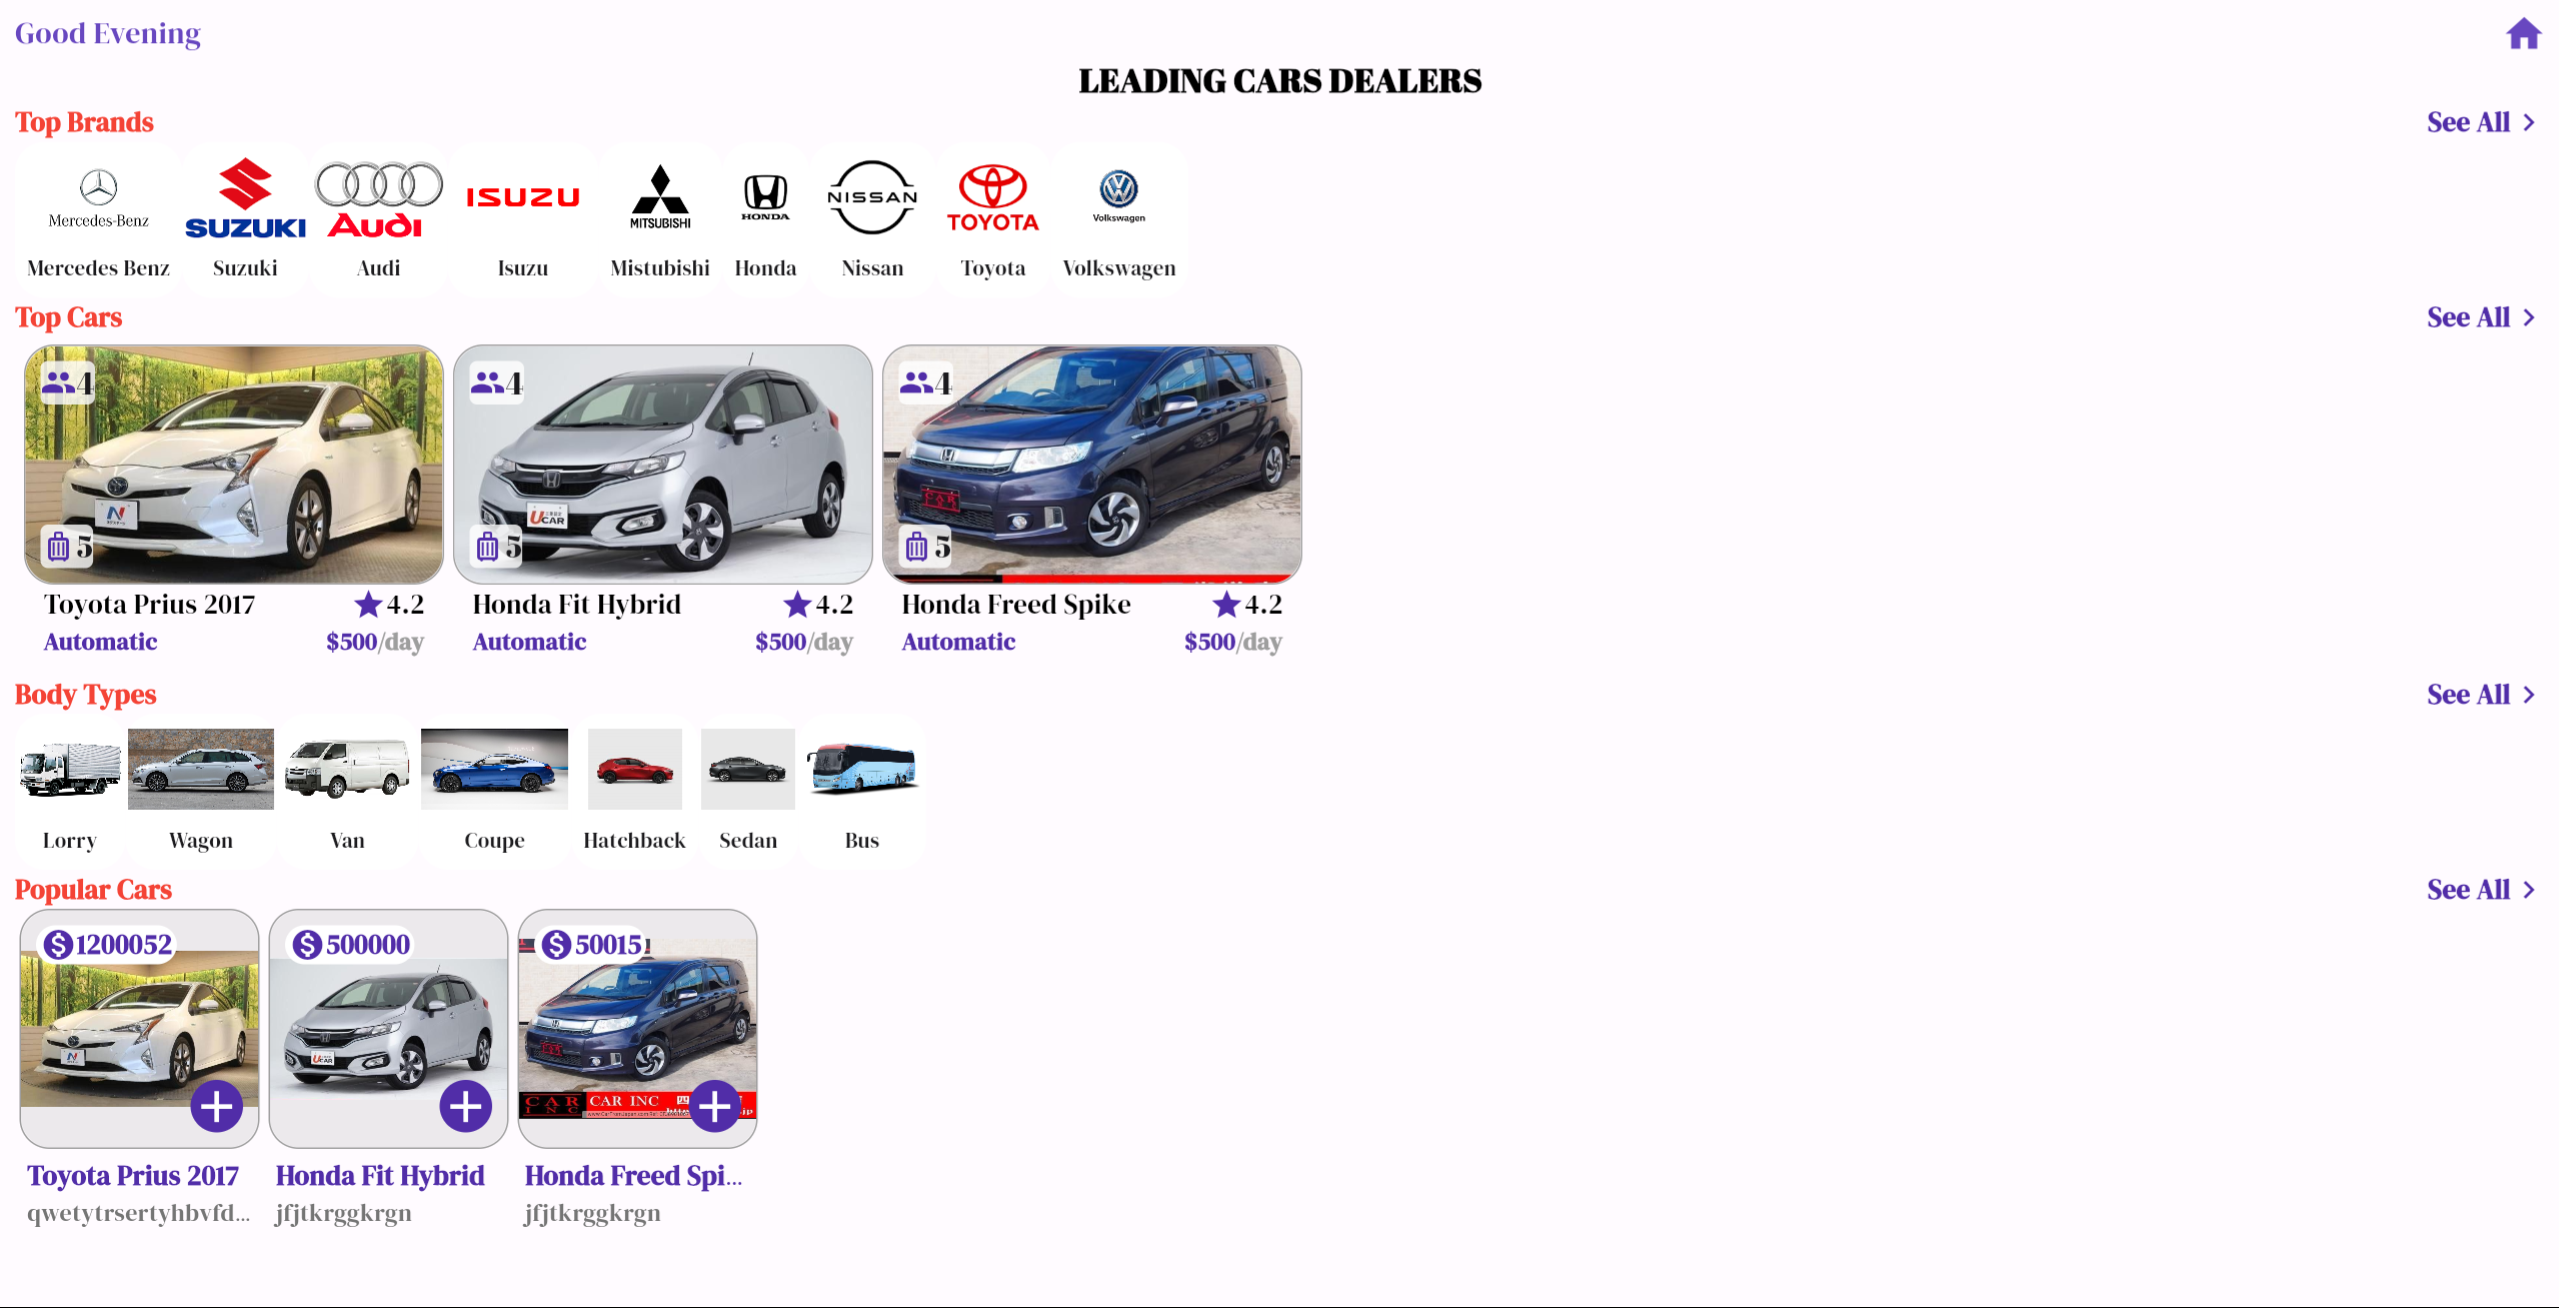 Good Evening
LEADING CARS DEALERS
Top Brands
See All
Mercedes-Benz
SUZUKI
Audi
ISUZU
MITSUBISHI
HONDA
NISSAN
TOYOTA
Volkswagen
Mercedes Benz
Suzuki
Audi
Isuzu
Mistubishi
Honda
Nissan
Toyota
Volkswagen
Top Cars
See All
4
4
4
UCAR
CAR
5
5
5
Toyota Prius 2017
4.2
Honda Fit Hybrid
4.2
Honda Freed Spike
4.2
Automatic
$500/day
Automatic
$500/day
Automatic
$500/day
Body Types
See All
Lorry
Wagon
Van
Coupe
Hatchback
Sedan
Bus
Popular Cars
See All
1200052
500000
50015
UCAR
CAR INC
CAR INC
Toyota Prius 2017
Honda Fit Hybrid
Honda Freed Spi...
qwetytrsertyhbvfd...
jfjtkrggkrgn
jfjtkrggkrgn